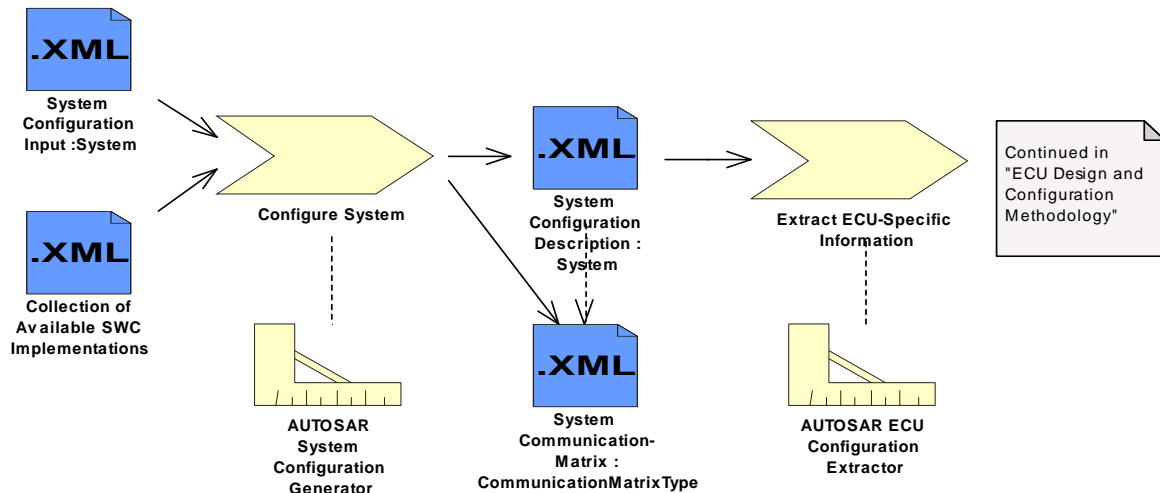 .XML
System
Configuration
Input :System
.XML
Collection of
Available SWC
Implementations
Configure System
AUTOSAR
System
Configuration
Generator
.XML
System
Configuration
Description :
System
.XML
System
Communication-
Matrix :
CommunicationMatrixType
Extract ECU-Specific
Information
AUTOSAR ECU
Configuration
Extractor
Continued in
"ECU Design and
Configuration
Methodology"